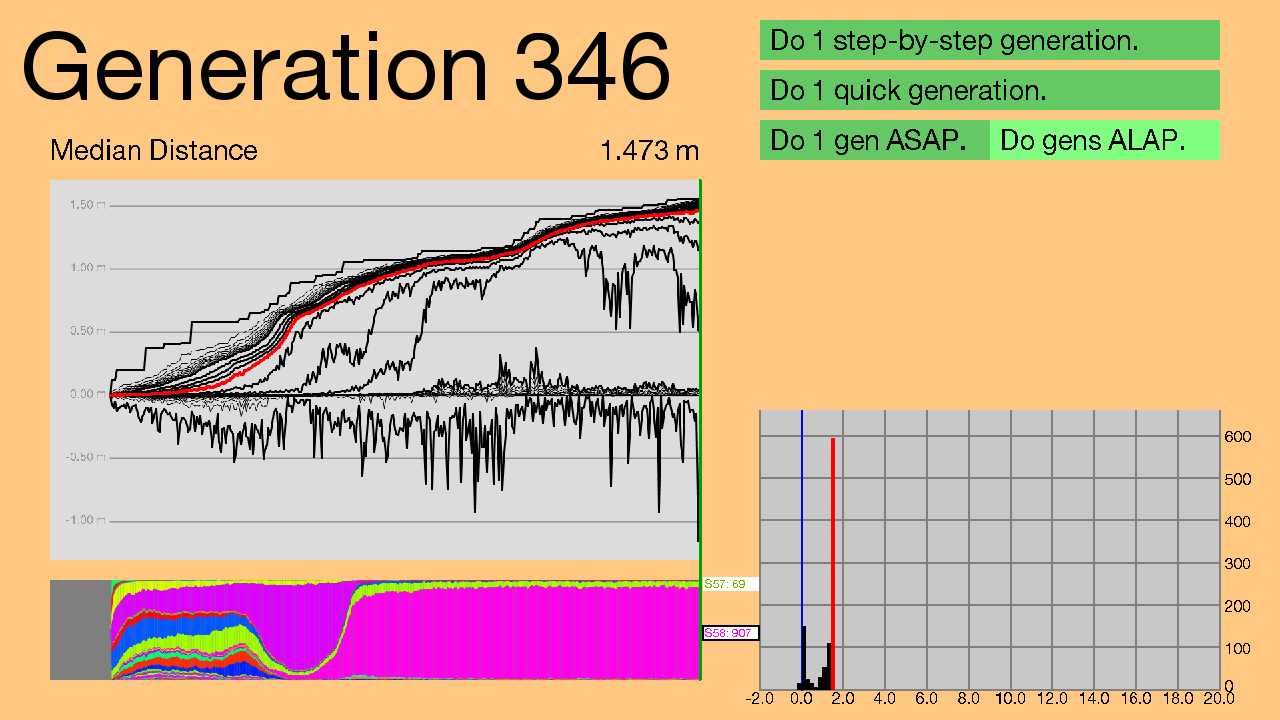 Generation 346
Do 1 step-by-step generation.
Do 1 quick generation.
Do 1 gen ASAP. Do gens ALAP.
Median Distance 1.473 m
1.50 m
1.00 m
0.50 m
0.00 m
-0.50 m
-1.00 m
S57: 69
S58: 907
600
500
400
300
200
100
0
-2.0 0.0 2.0 4.0 6.0 8.0 10.0 12.0 14.0 16.0 18.0 20.0